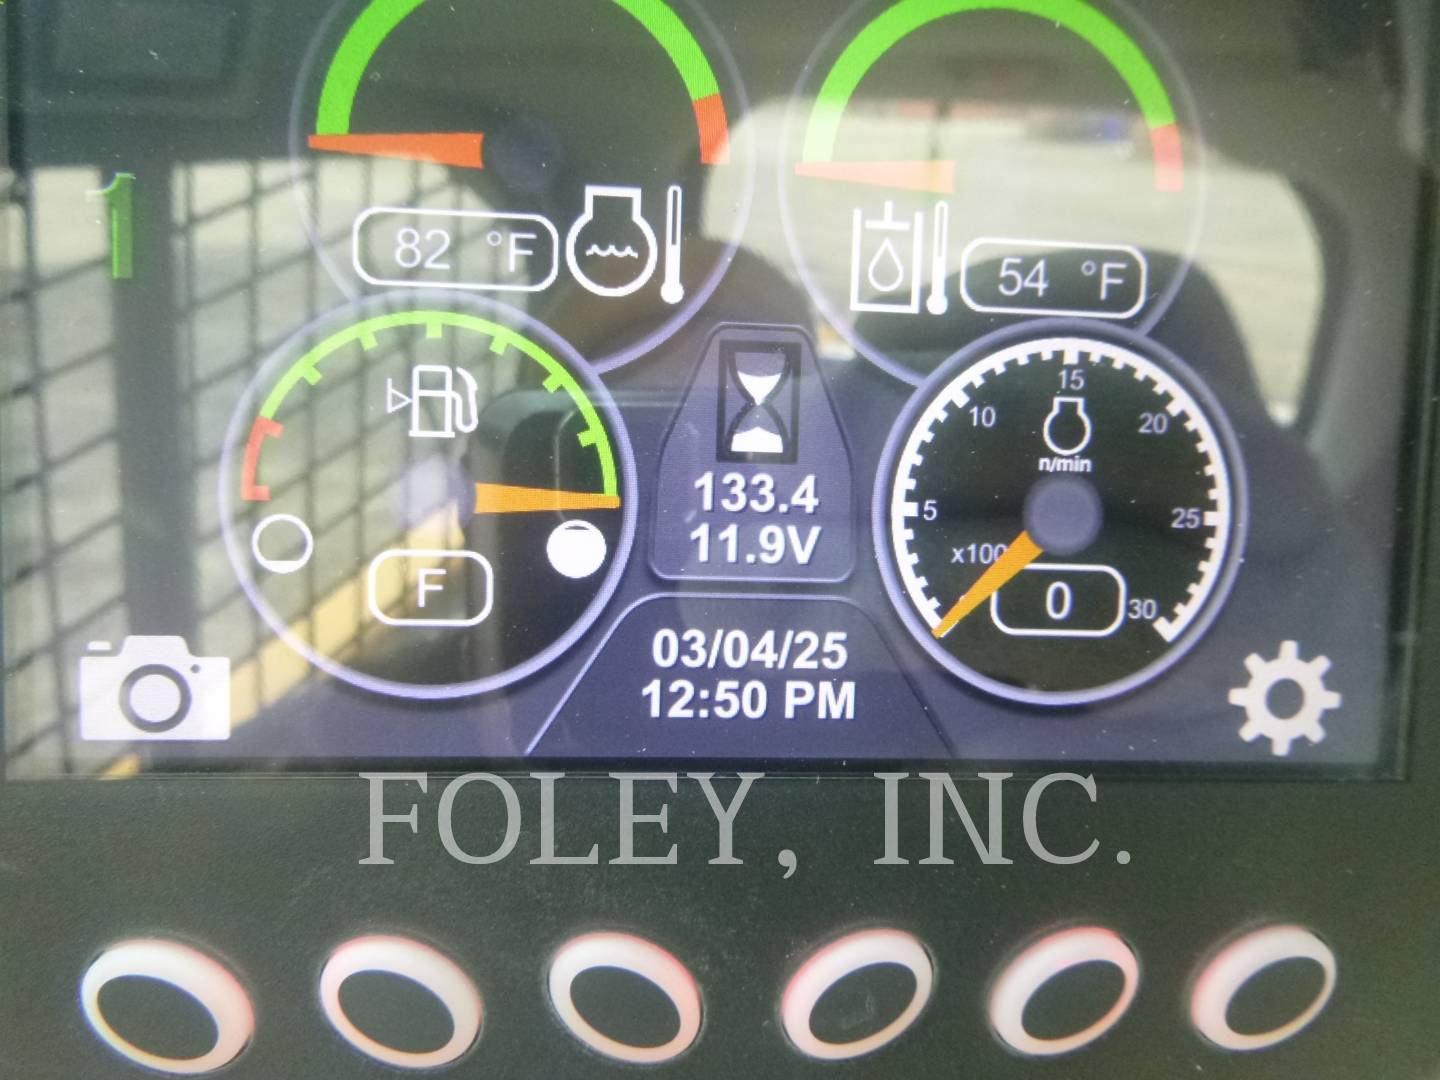 1
82 °F
54 °F
15
10
20
n/min
133.4
5
25
11.9V
x100
F
0
30
03/04/25
12:50 PM
FOLEY, INC.